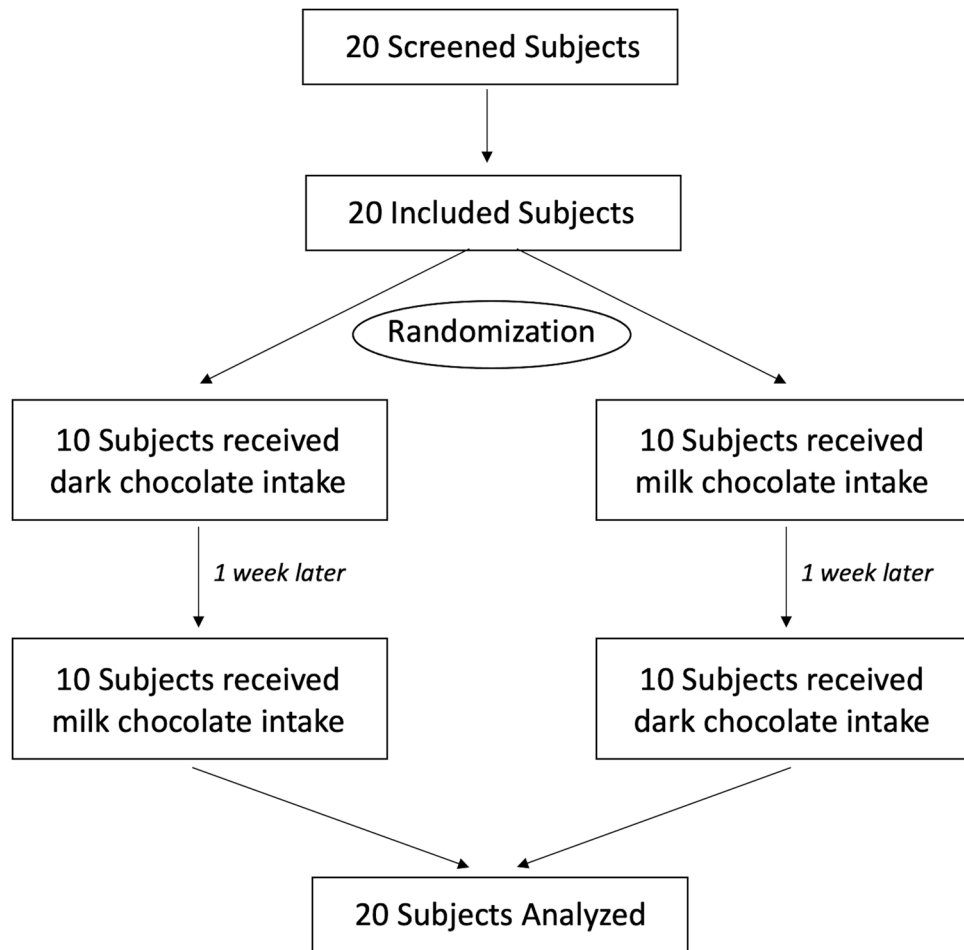 20 Screened Subjects
20 Included Subjects
Randomization
10 Subjects received
dark chocolate intake
10 Subjects received
milk chocolate intake
1 week later
1 week later
10 Subjects received
milk chocolate intake
10 Subjects received
dark chocolate intake
20 Subjects Analyzed